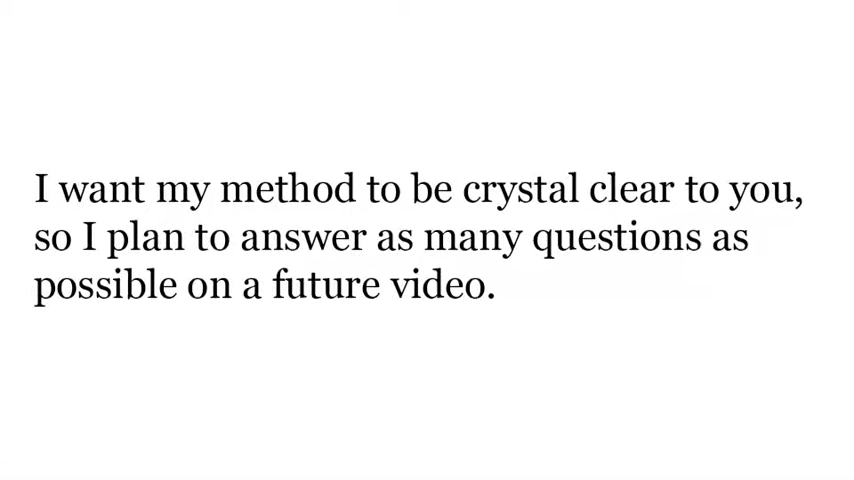 I want my method to be crystal clear to you,
so I plan to answer as many questions as
possible on a future video.